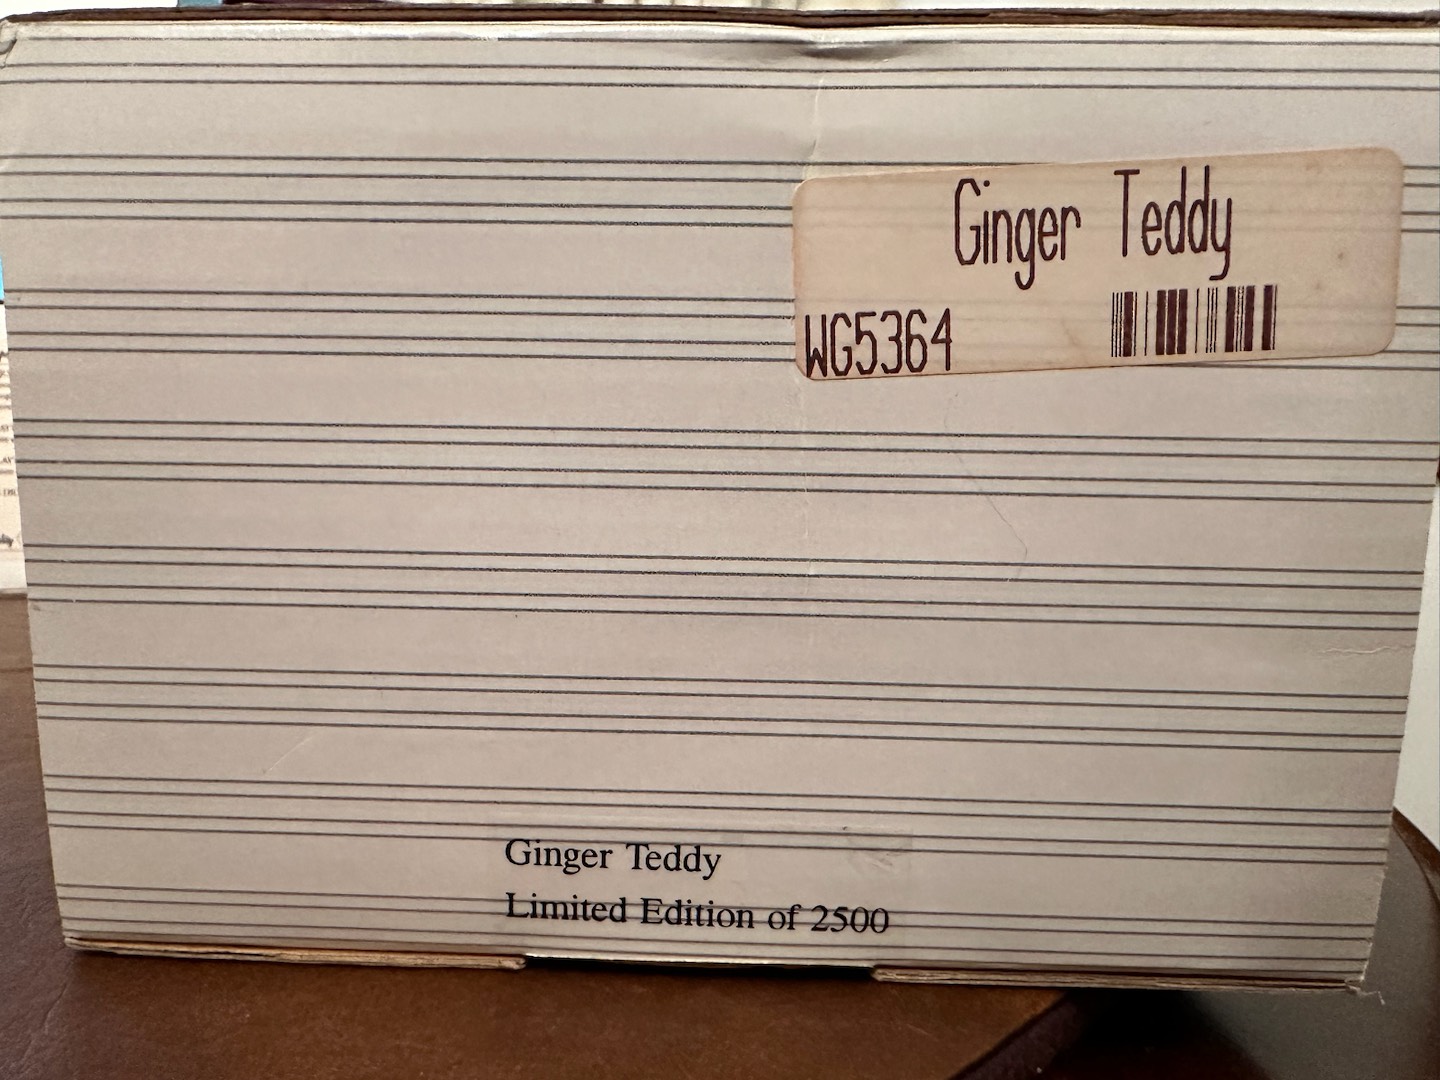 Ginger Teddy
WG5364
Ginger Teddy
Limited Edition of 2500